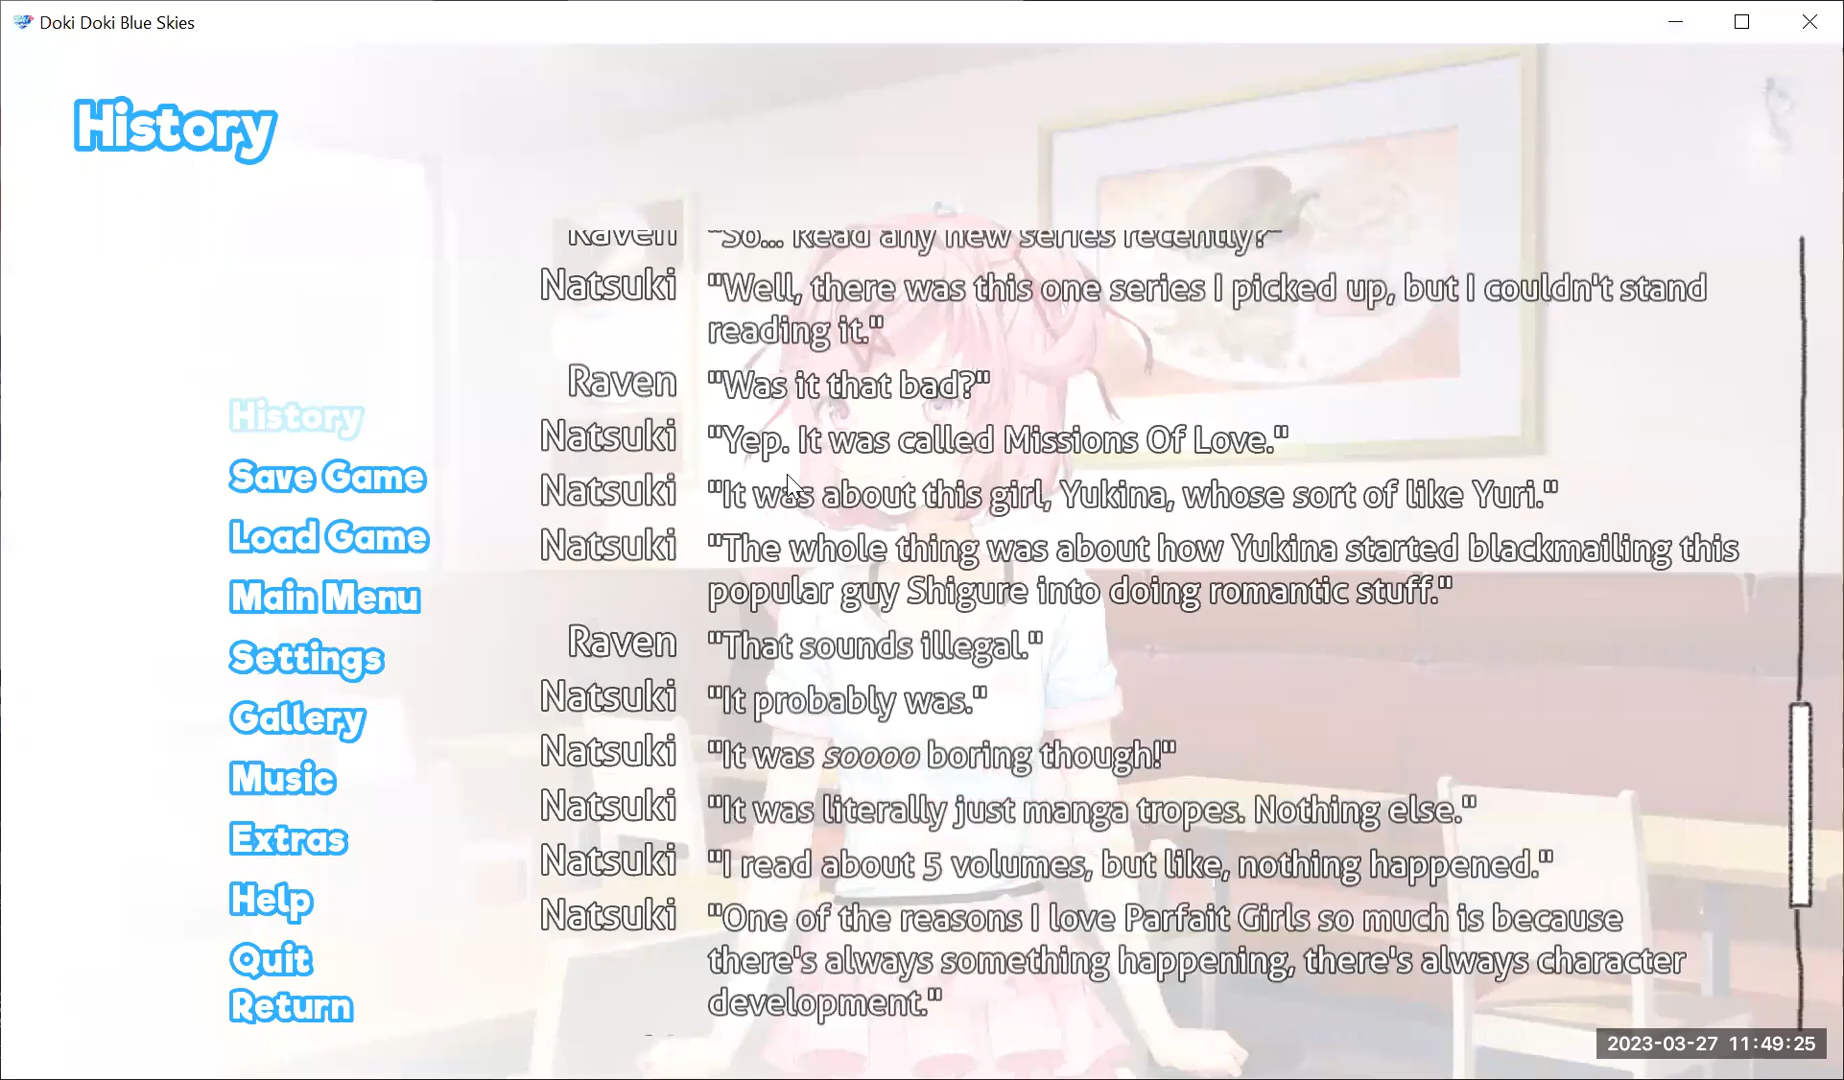 Doki Doki Blue Skies
History
Raven "So... Read any new series recently?"
Natsuki "Well, there was this one series I picked up, but I couldn't stand
reading it."
Raven "Was it that bad?"
Natsuki "Yep. It was called Missions Of Love."
Natsuki "It was about this girl, Yukina, whose sort of like Yuri."
Natsuki "The whole thing was about how Yukina started blackmailing this
popular guy Shigure into doing romantic stuff."
Raven "That sounds illegal."
Natsuki "It probably was."
Natsuki "It was soooo boring though!"
Natsuki "It was literally just manga tropes. Nothing else."
Natsuki "I read about 5 volumes, but like, nothing happened."
Natsuki "One of the reasons I love Parfait Girls so much is because
there's always something happening, there's always character
development."
History
Save Game
Load Game
Main Menu
Settings
Gallery
Music
Extras
Help
Quit
Return
2023-03-27 11:49:25